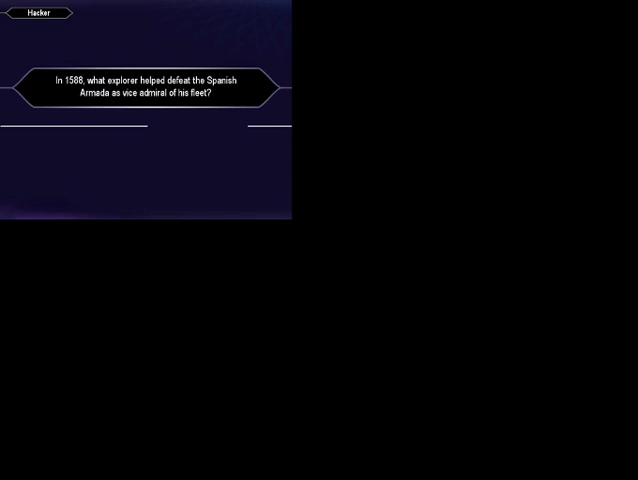 Hacker
In 1588, what explorer helped defeat the Spanish
Armada as vice admiral of his fleet?